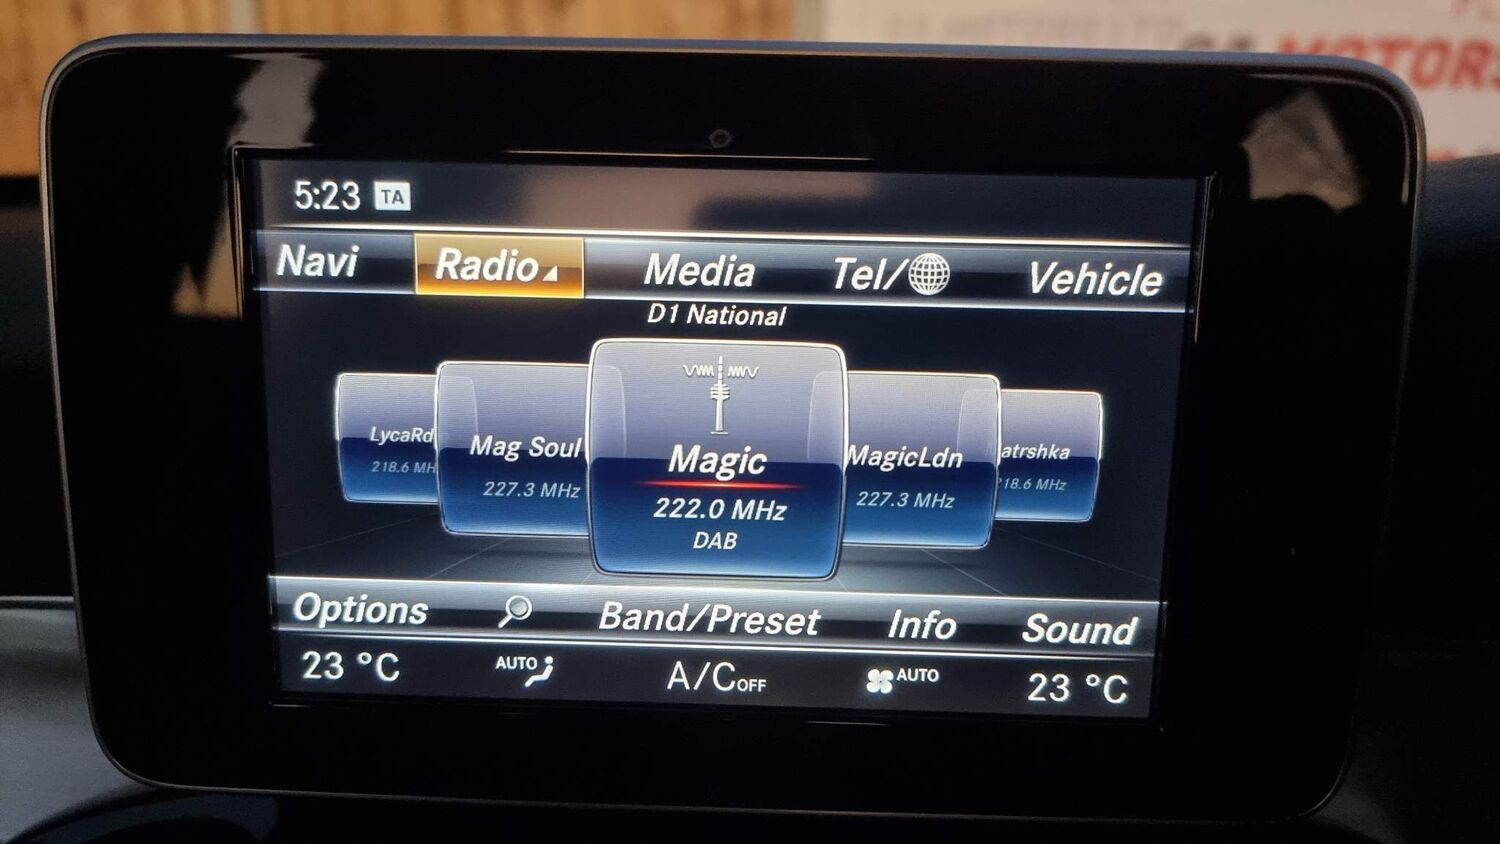 MOTORS
5:23 TA
Navi Radio Media Tel/ Vehicle
D1 National
LycaRd Mag Soul Magic MagicLdn atrshka
218.6 MH 227.3 MHz 222.0 MHz 227.3 MHz 218.6 MHz
DAB
Options Band/Preset Info Sound
23 °C AUTO A/C OFF AUTO 23 °C